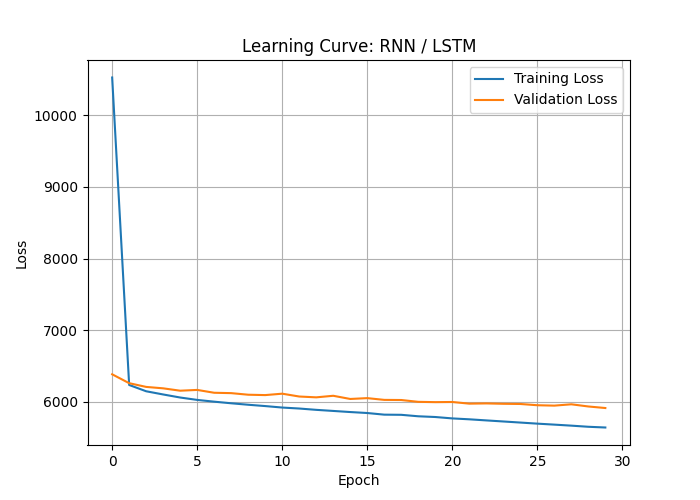 Learning Curve: RNN / LSTM
Training Loss
Validation Loss
10000
9000
8000
7000
6000
Loss
0 5 10 15 20 25 30
Epoch